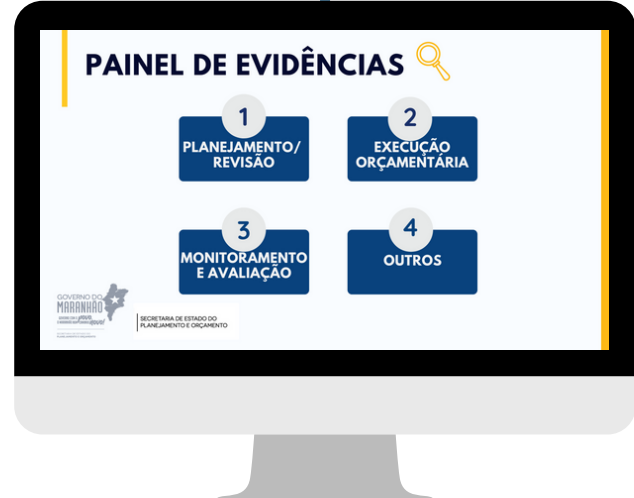 PAINEL DE EVIDÊNCIAS
1
PLANEJAMENTO/
REVISÃO
2
EXECUÇÃO
ORÇAMENTÁRIA
3
MONITORAMENTO
E AVALIAÇÃO
4
OUTROS
GOVERNO DO
MARANHÃO
SECRETARIA DE ESTADO DO
PLANEJAMENTO E ORÇAMENTO